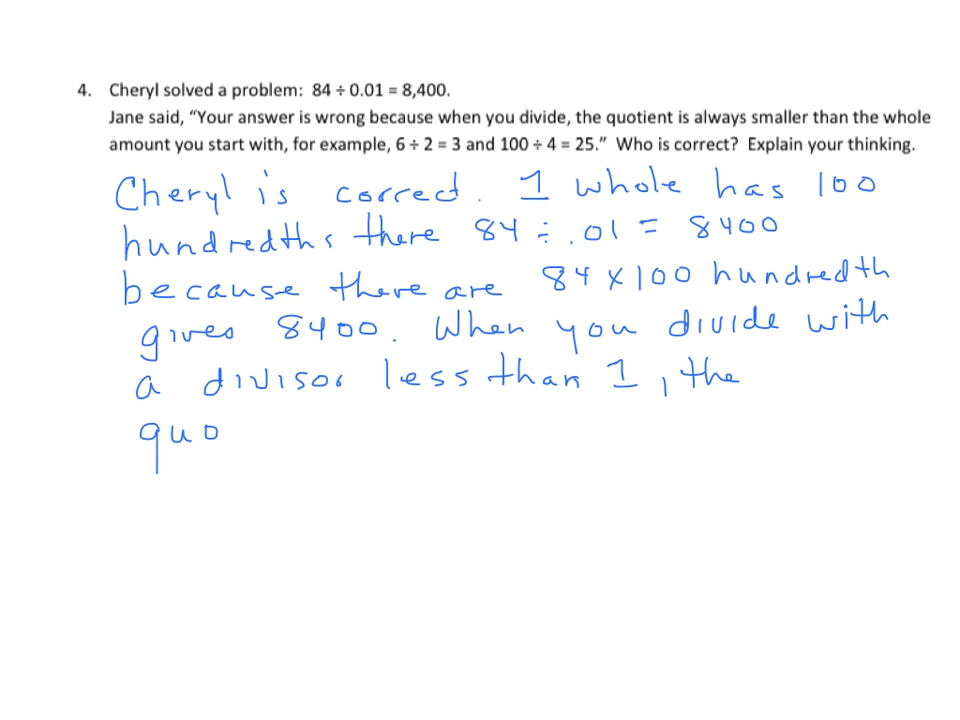 4. Cheryl solved a problem: 84 ÷ 0.01 = 8,400.
Jane said, "Your answer is wrong because when you divide, the quotient is always smaller than the whole
amount you start with, for example, 6 ÷ 2 = 3 and 100 ÷ 4 = 25." Who is correct? Explain your thinking.
Cheryl is correct. 1 whole has 100
hundredths there 84 ÷ .01 = 8400
because there are 84 x 100 hundredth
gives 8400. When you divide with
a divisor less than 1, the
quo